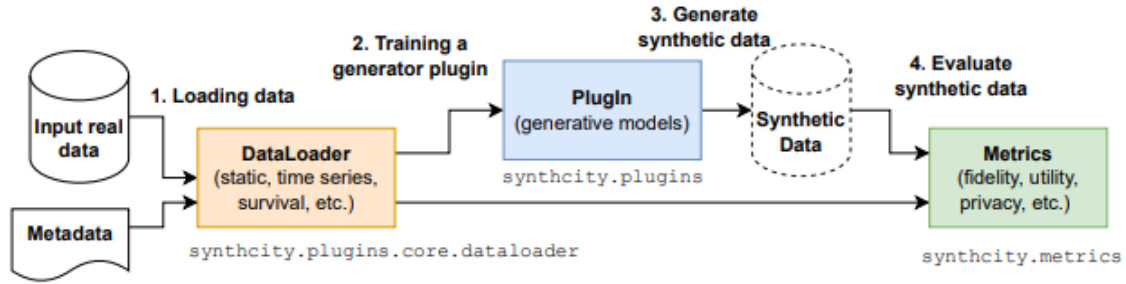 3. Generate
synthetic data
2. Training a
generator plugin
4. Evaluate
synthetic data
1. Loading data
PlugIn
(generative models)
Input real
data
Synthetic
Data
DataLoader
(static, time series,
survival, etc.)
Metrics
(fidelity, utility,
privacy, etc.)
synthcity.plugins
Metadata
synthcity.plugins.core.dataloader
synthcity.metrics